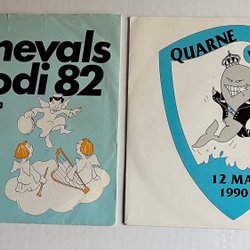 nevals
odi 82
QUARNE
12 MA
1990